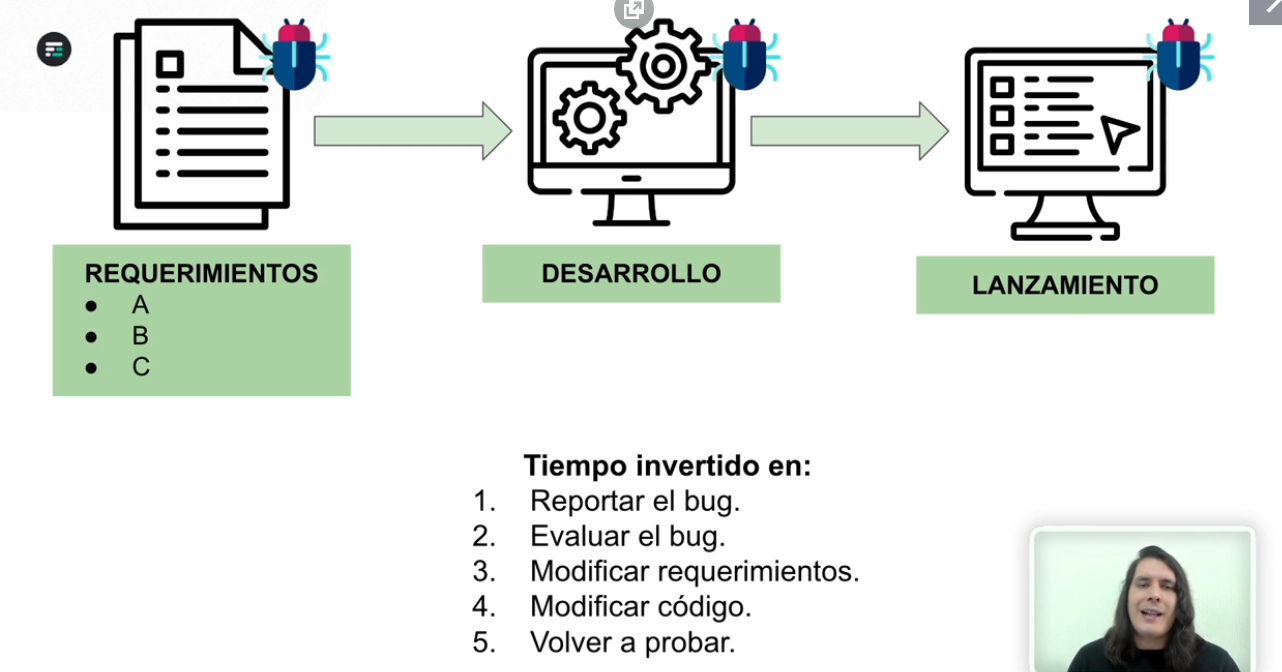 REQUERIMIENTOS
● A
● B
● C
DESARROLLO
LANZAMIENTO
Tiempo invertido en:
1. Reportar el bug.
2. Evaluar el bug.
3. Modificar requerimientos.
4. Modificar código.
5. Volver a probar.